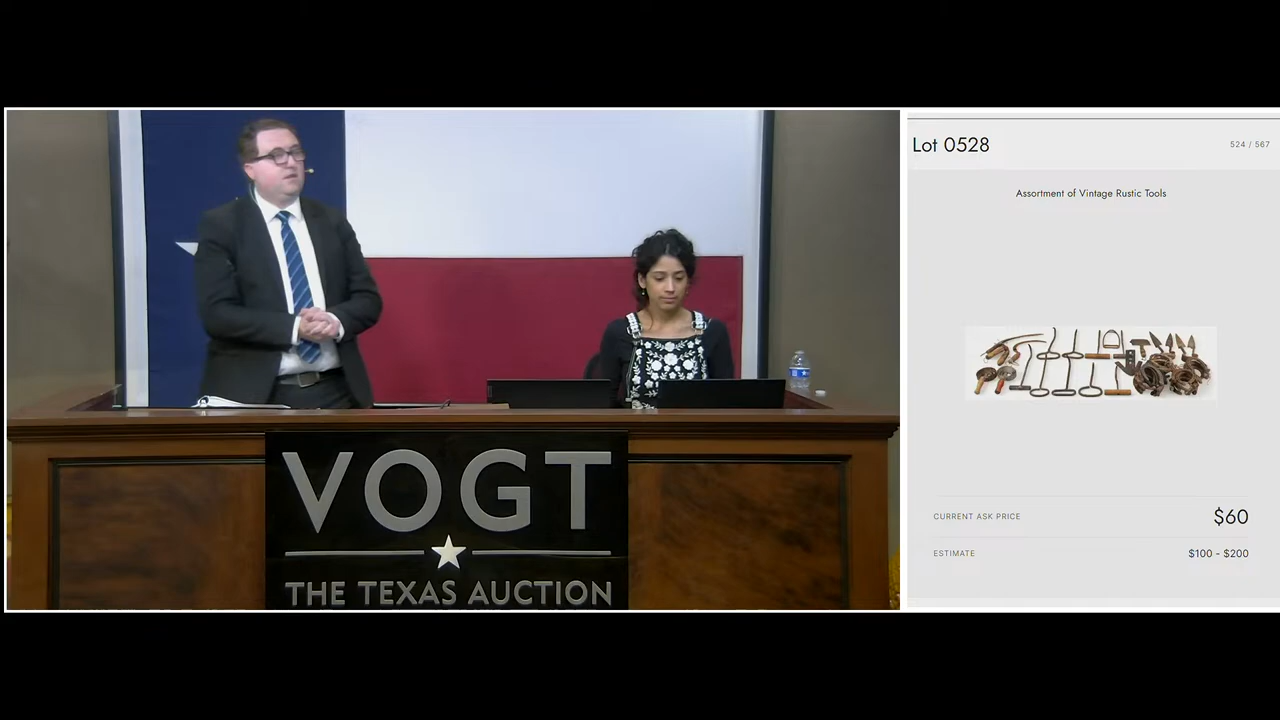 Lot 0528
524 / 567
Assortment of Vintage Rustic Tools
CURRENT ASK PRICE
$60
ESTIMATE
$100 - $200
VOGT
THE TEXAS AUCTION